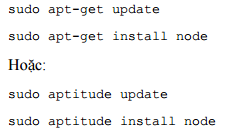 sudo apt-get update
sudo apt-get install node
Hoặc:
sudo aptitude update
sudo aptitude install node